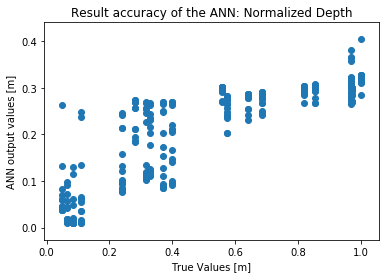 Result accuracy of the ANN: Normalized Depth
ANN output values [m]
0.4
0.3
0.2
0.1
0.0
0.0 0.2 0.4 0.6 0.8 1.0
True Values [m]